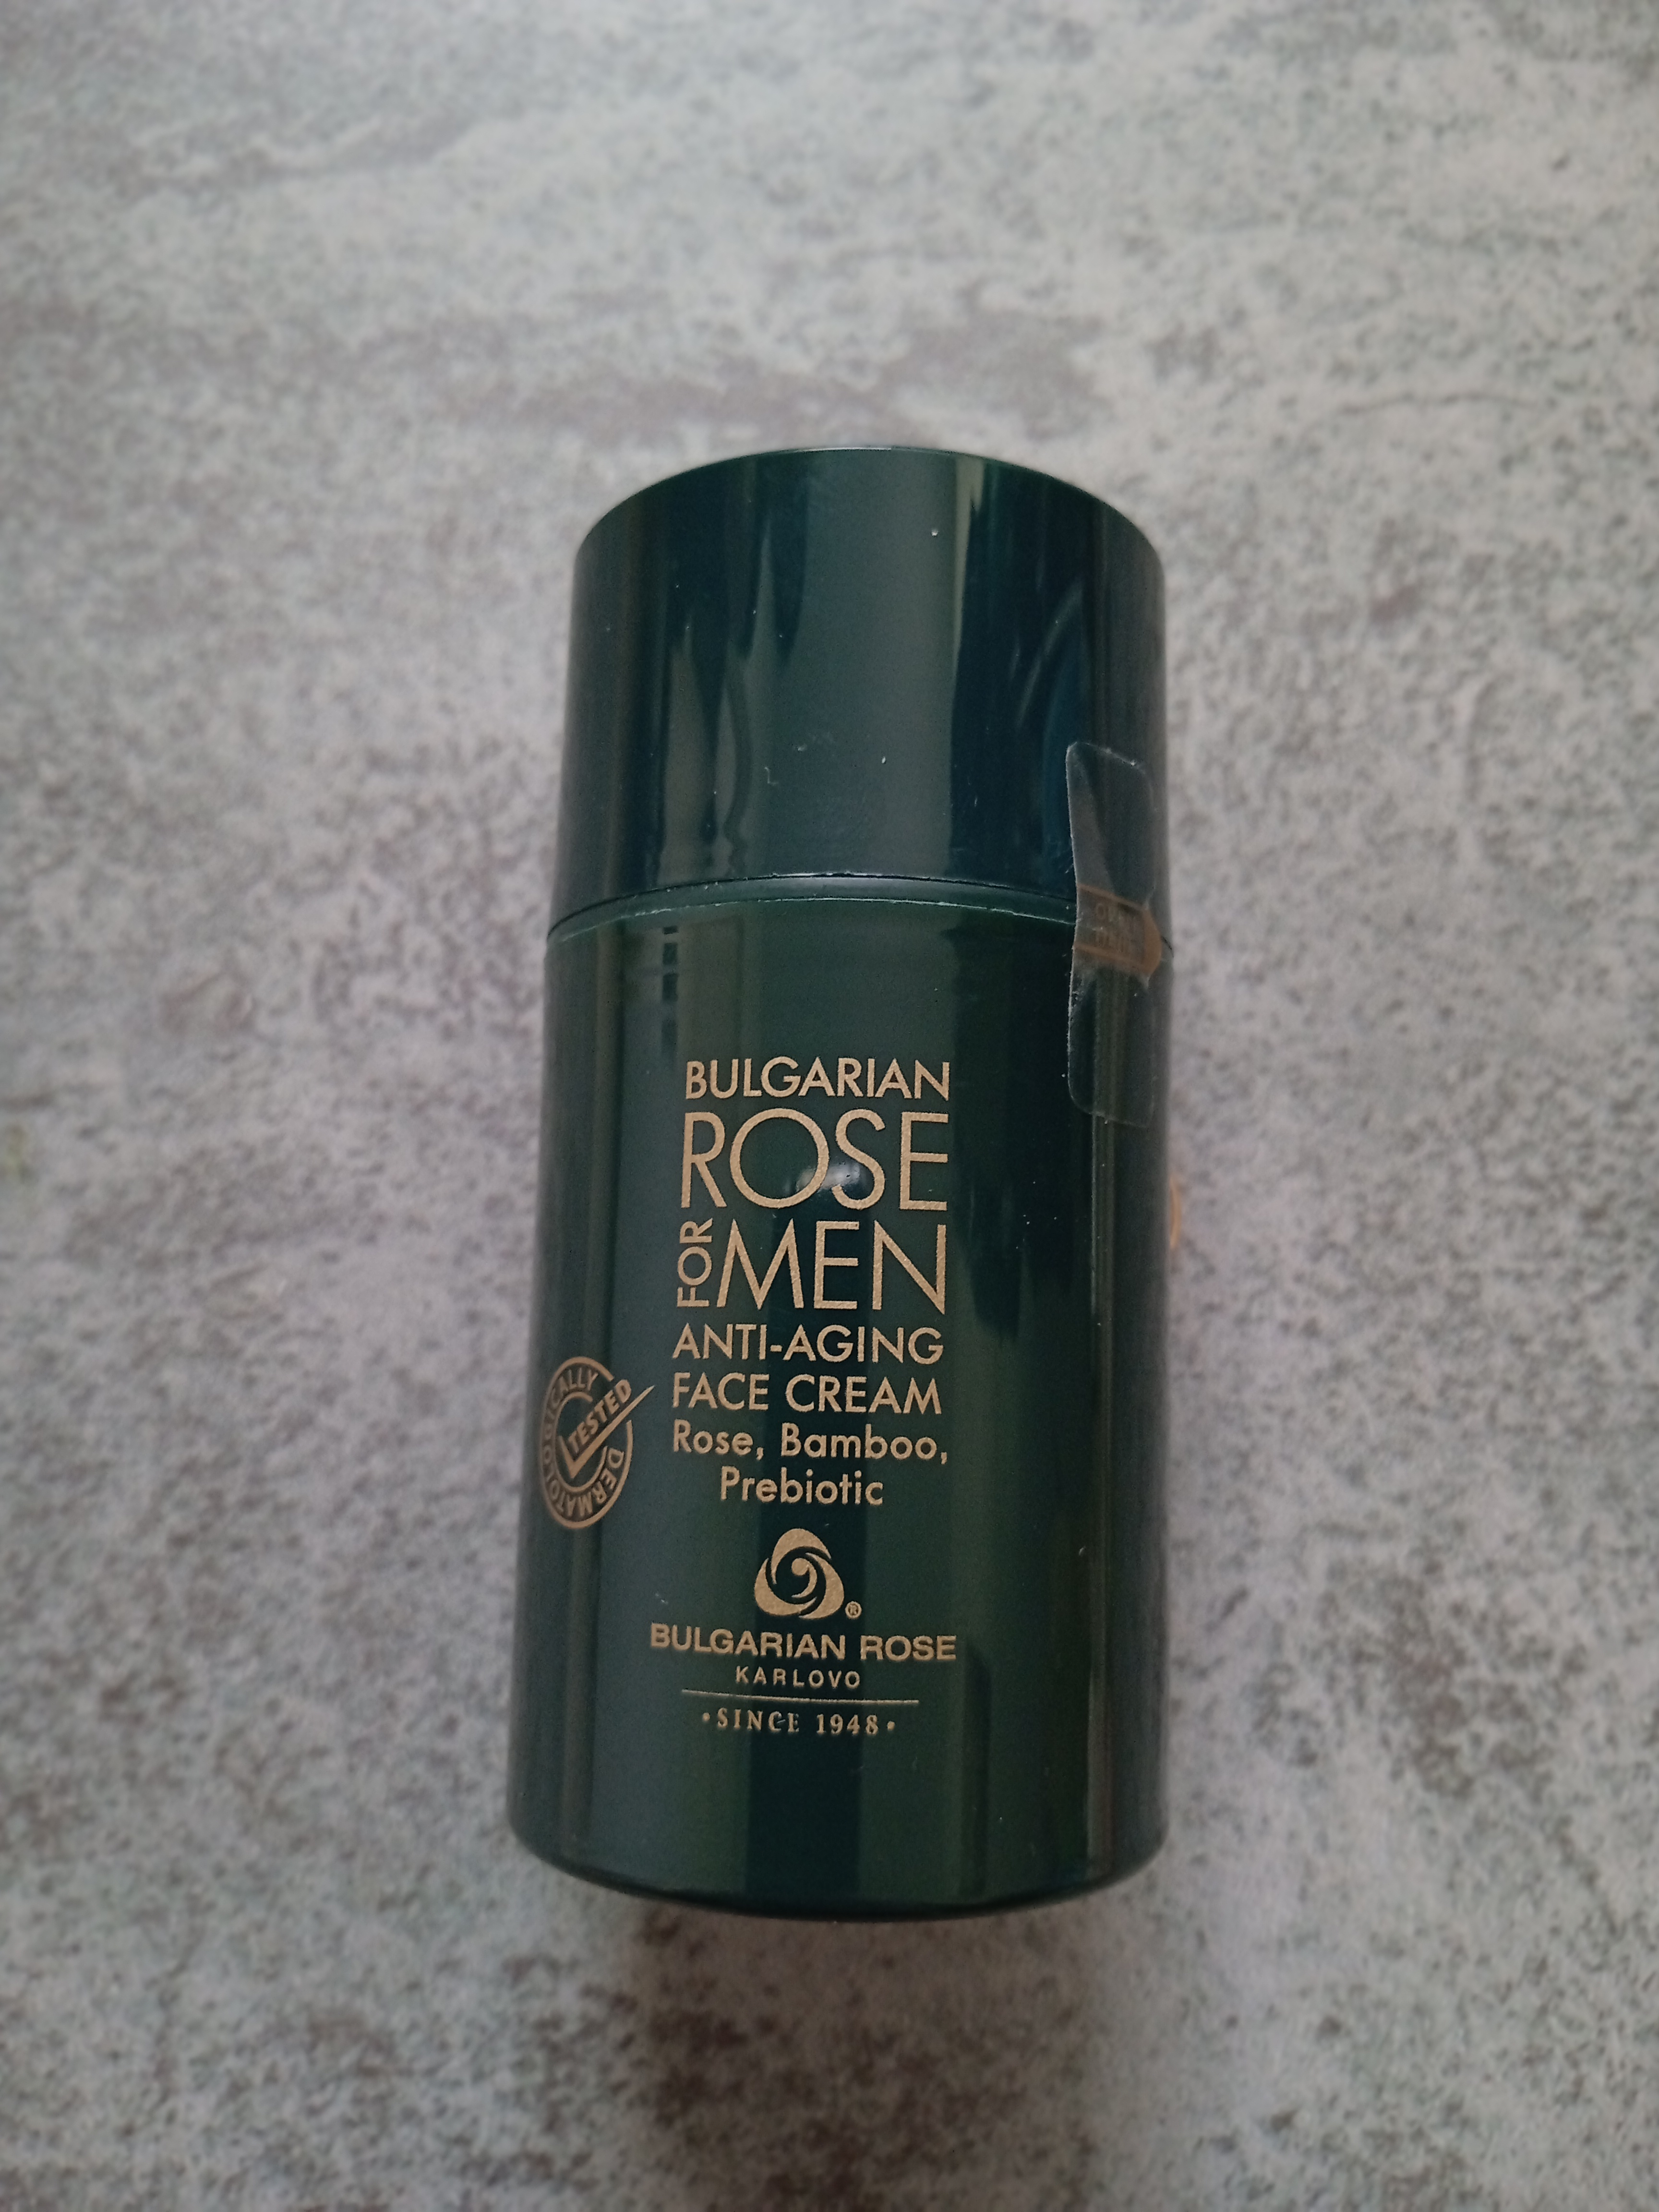 BULGARIAN
ROSE
FOR MEN
ANTI-AGING
FACE CREAM
Rose, Bamboo,
Prebiotic
DERMATOLOGICALLY
TESTED
®
BULGARIAN ROSE
KARLOVO
•SINCE 1948•